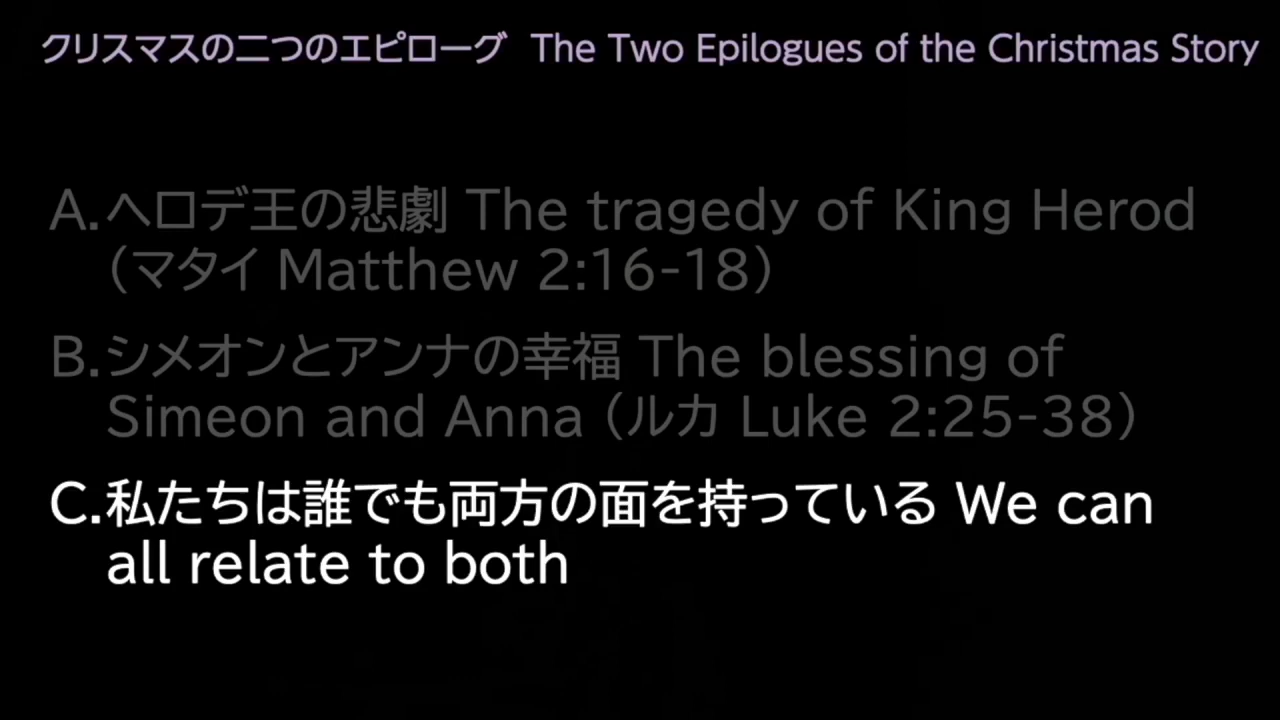 クリスマスの二つのエピローグ The Two Epilogues of the Christmas Story
A.ヘロデ王の悲劇 The tragedy of King Herod
(マタイ Matthew 2:16-18)
B.シメオンとアンナの幸福 The blessing of
Simeon and Anna (ルカ Luke 2:25-38)
C.私たちは誰でも両方の面を持っている We can
all relate to both